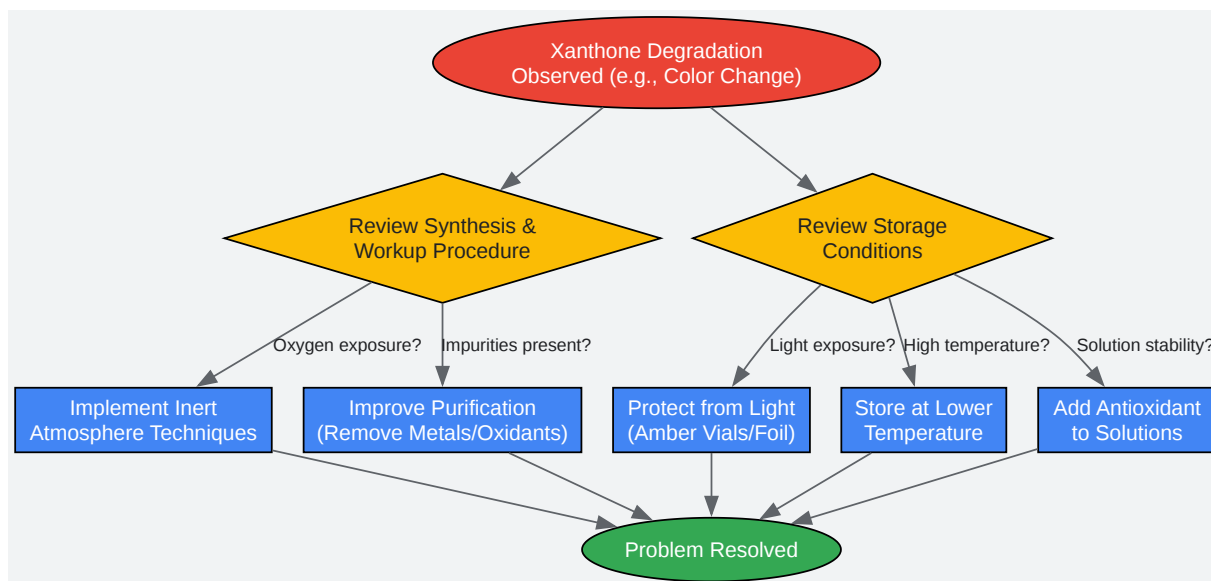 Xanthone Degradation
Observed (e.g., Color Change)
Review Synthesis &
Workup Procedure
Review Storage
Conditions
Oxygen exposure?
Impurities present?
Light exposure?
High temperature?
Solution stability?
Implement Inert
Atmosphere Techniques
Improve Purification
(Remove Metals/Oxidants)
Protect from Light
(Amber Vials/Foil)
Store at Lower
Temperature
Add Antioxidant
to Solutions
Problem Resolved